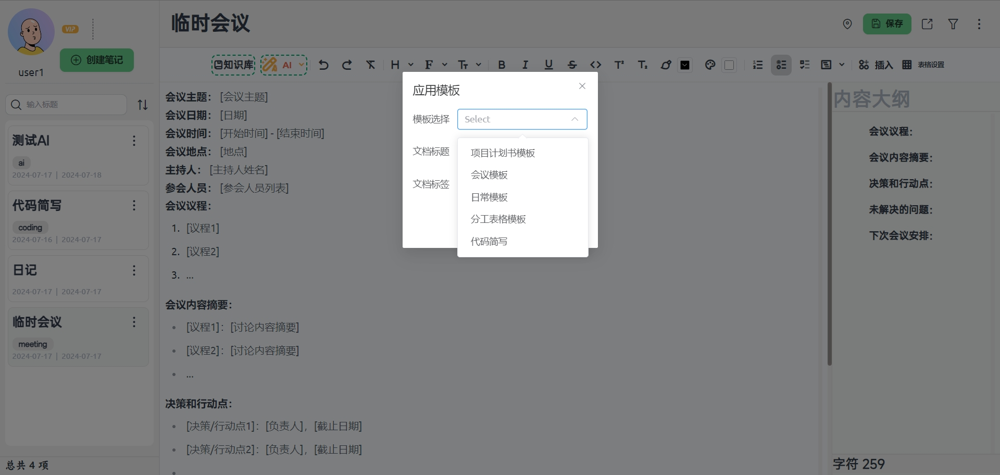 VIP
创建笔记
user1
输入标题
测试AI
ai
2024-07-17 | 2024-07-18
代码简写
coding
2024-07-16 | 2024-07-17
日记
2024-07-17 | 2024-07-17
临时会议
meeting
2024-07-17 | 2024-07-17
总共 4 项
临时会议
保存
知识库
AI
插入
表格设置
会议主题： [会议主题]
会议日期： [日期]
会议时间： [开始时间] - [结束时间]
会议地点： [地点]
主持人： [主持人姓名]
参会人员： [参会人员列表]
会议议程：
1. [议程1]
2. [议程2]
3. ...
会议内容摘要：
• [议程1]：[讨论内容摘要]
• [议程2]：[讨论内容摘要]
• ...
决策和行动点：
• [决策/行动点1]：[负责人]，[截止日期]
• [决策/行动点2]：[负责人]，[截止日期]
应用模板
模板选择
Select
文档标题
文档标签
项目计划书模板
会议模板
日常模板
分工表格模板
代码简写
内容大纲
会议议程：
会议内容摘要：
决策和行动点：
未解决的问题：
下次会议安排：
字符 259